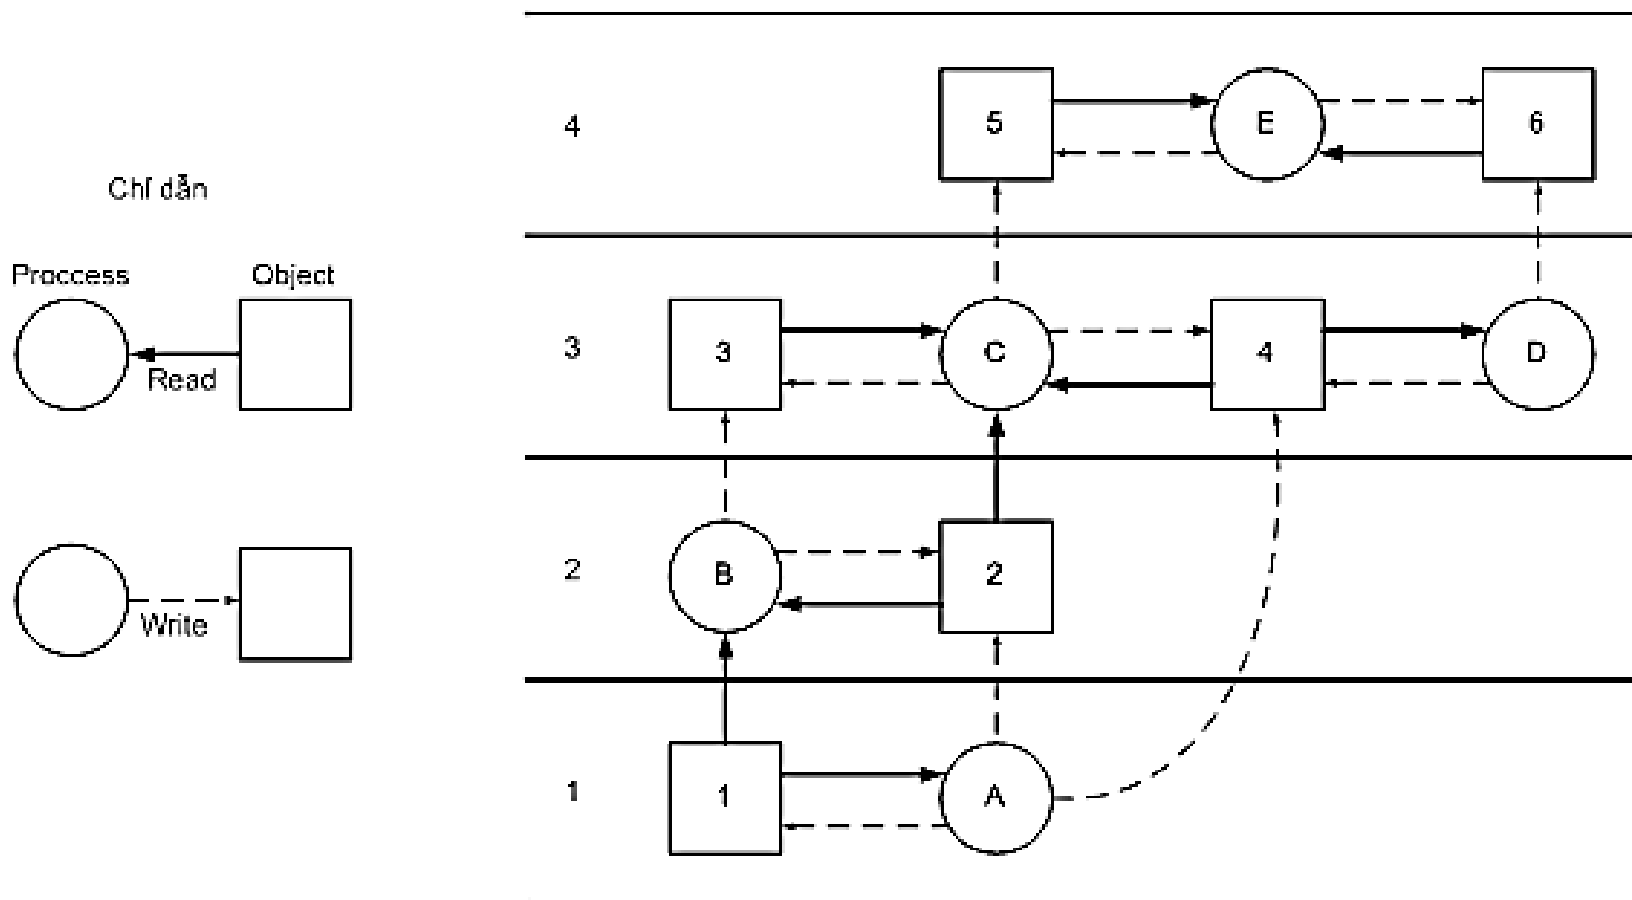 Chỉ dẫn
Proccess Object
Read
Write
4
5 E 6
3
3 C 4 D
2
B 2
1
1 A